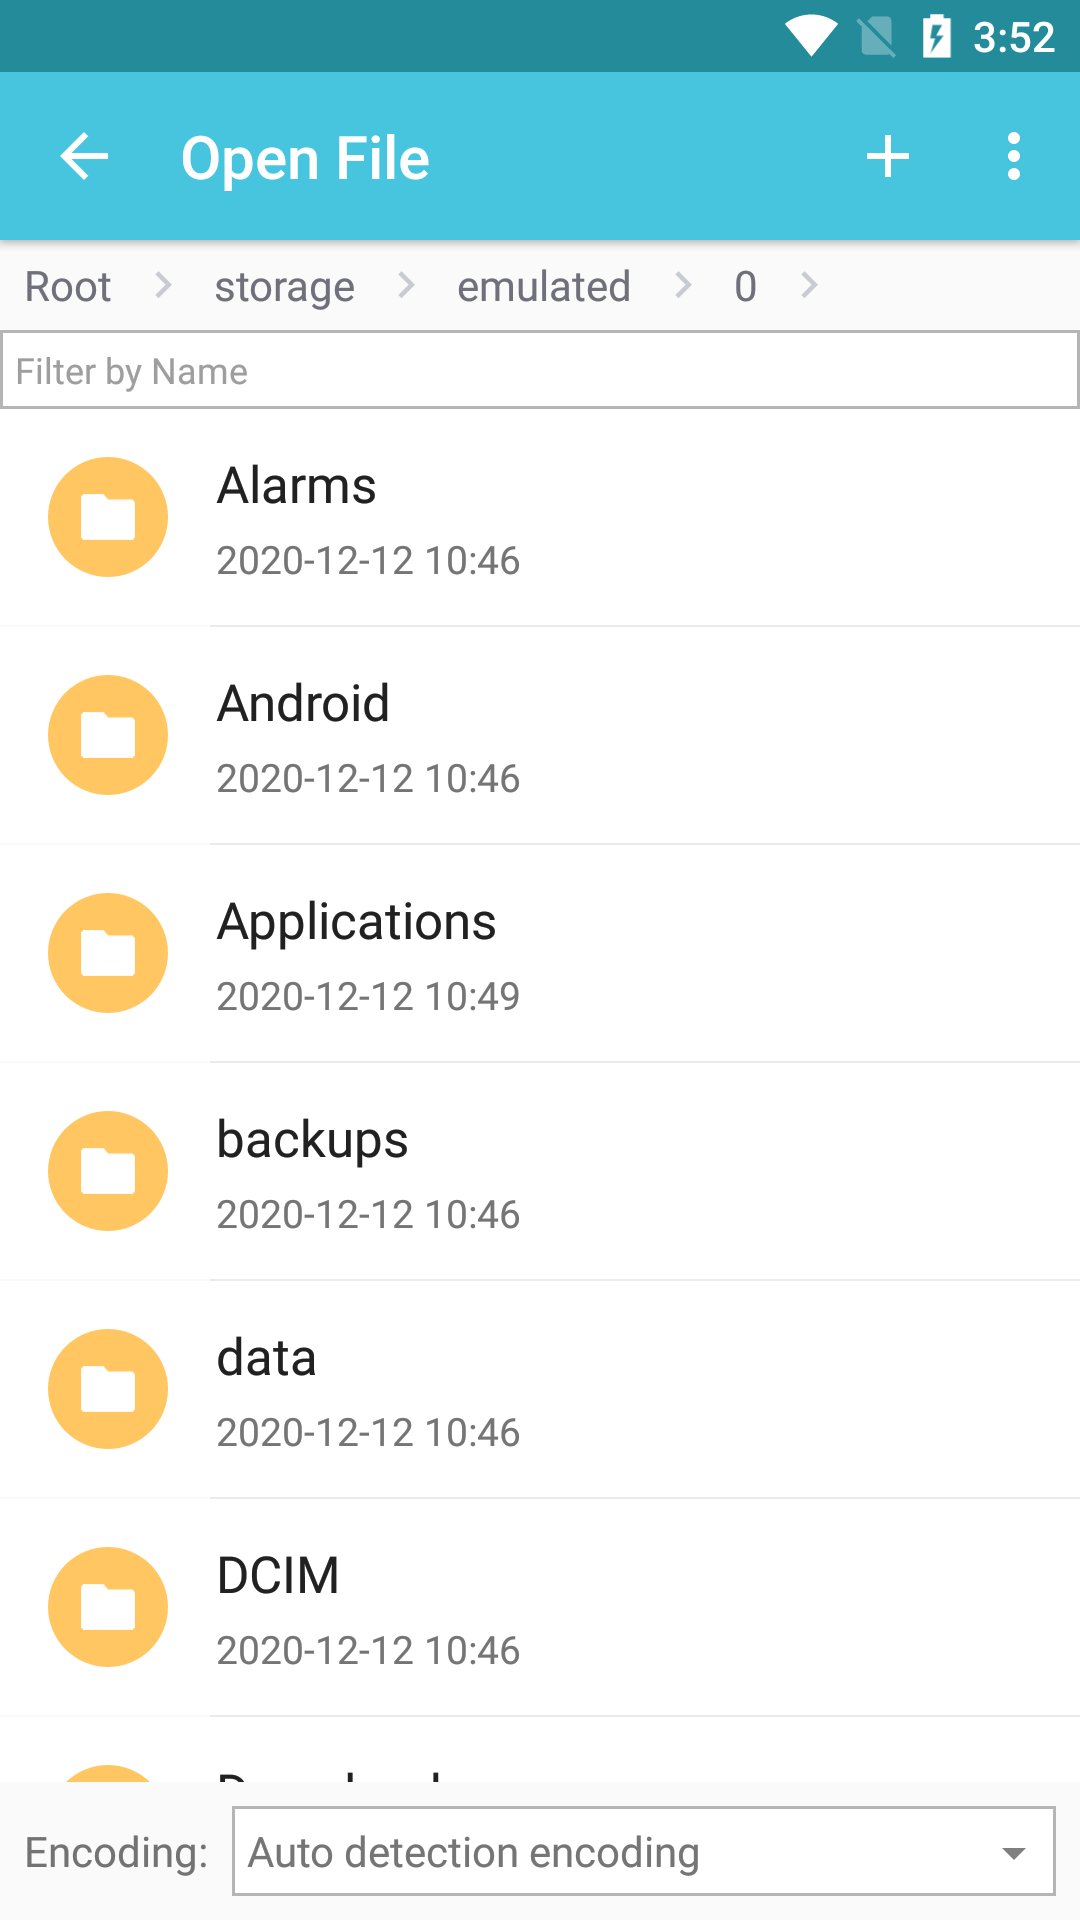 3:52
Open File
Root storage emulated 0
Filter by Name
Alarms
2020-12-12 10:46
Android
2020-12-12 10:46
Applications
2020-12-12 10:49
backups
2020-12-12 10:46
data
2020-12-12 10:46
DCIM
2020-12-12 10:46
Encoding: Auto detection encoding